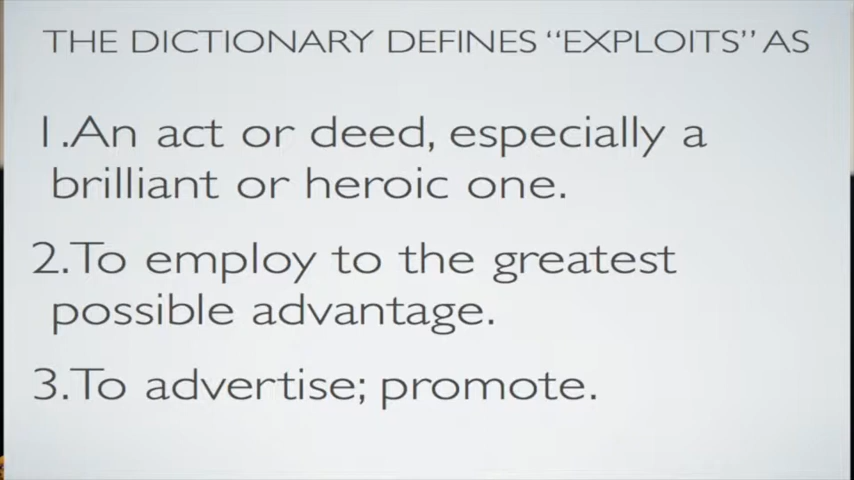 THE DICTIONARY DEFINES “EXPLOITS” AS
1.An act or deed, especially a
brilliant or heroic one.
2.To employ to the greatest
possible advantage.
3.To advertise; promote.